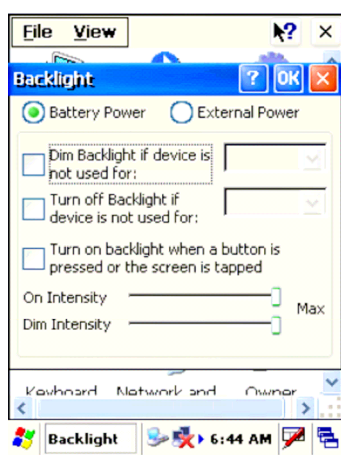 File View ? ×
Backlight ? OK ×
Battery Power External Power
Dim Backlight if device is
not used for:
Turn off Backlight if
device is not used for:
Turn on backlight when a button is
pressed or the screen is tapped
On Intensity
Max
Dim Intensity
Keyboard Network and Owner
Backlight 6:44 AM